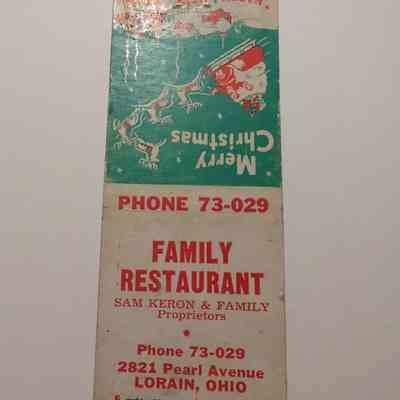 Merry
Christmas
PHONE 73-029
FAMILY
RESTAURANT
SAM KERON & FAMILY
Proprietors
Phone 73-029
2821 Pearl Avenue
LORAIN, OHIO